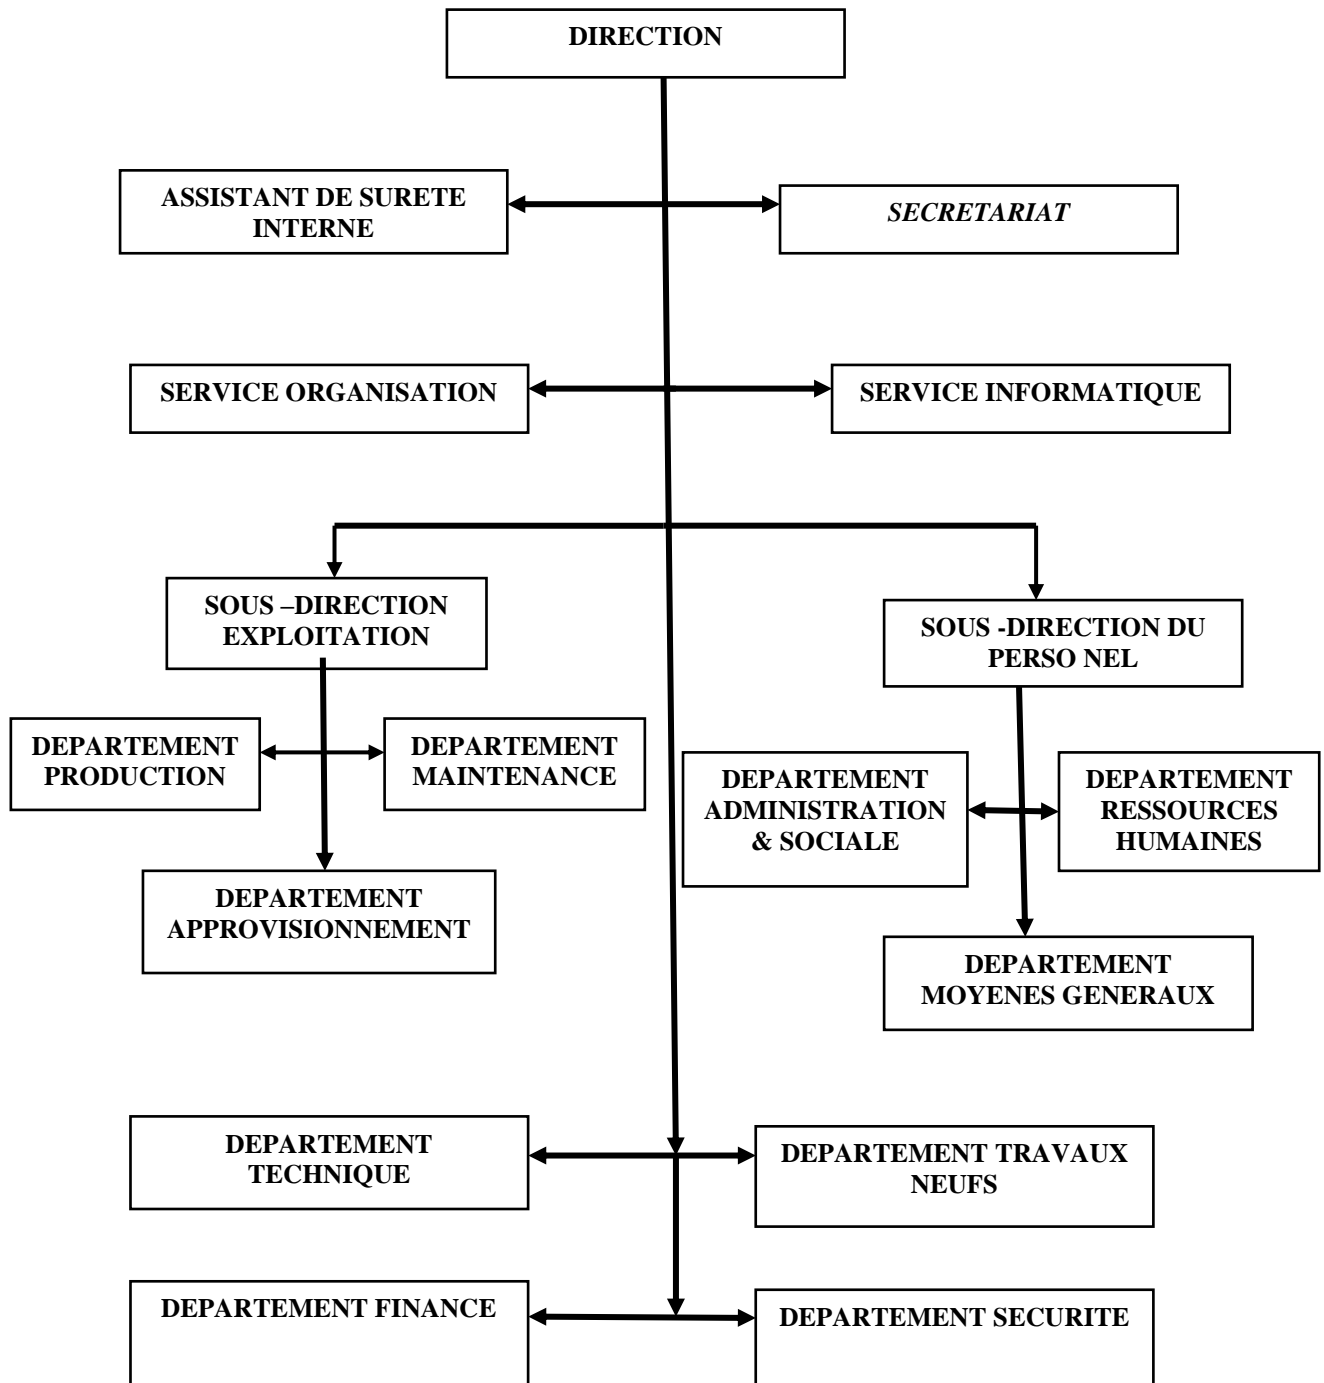 DIRECTION
ASSISTANT DE SURETE
INTERNE
SECRETARIAT
SERVICE ORGANISATION
SERVICE INFORMATIQUE
SOUS –DIRECTION
EXPLOITATION
SOUS -DIRECTION DU
PERSO NEL
DEPARTEMENT
PRODUCTION
DEPARTEMENT
MAINTENANCE
DEPARTEMENT
ADMINISTRATION
& SOCIALE
DEPARTEMENT
RESSOURCES
HUMAINES
DEPARTEMENT
APPROVISIONNEMENT
DEPARTEMENT
MOYENES GENERAUX
DEPARTEMENT
TECHNIQUE
DEPARTEMENT TRAVAUX
NEUFS
DEPARTEMENT FINANCE
DEPARTEMENT SECURITE